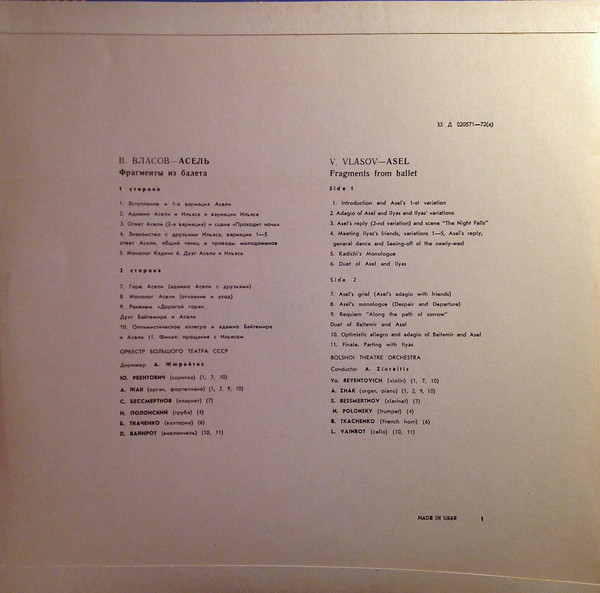 33 Д 020571—72(а)
В. ВЛАСОВ—АСЕЛЬ
Фрагменты из балета
1 сторона
1. Вступление и 1-я вариация Асели
2. Адажио Асели и Ильяса и вариация Ильяса
3. Ответ Асели (2-я вариация) и сцена «Проходит ночь»
4. Знакомство с друзьями Ильяса, вариации 1—5
ответ Асели, общий танец и проводы молодоженов
5. Монолог Кадичи 6. Дуэт Асели и Ильяса
2 сторона
7. Горе Асели (адажио Асели с друзьями)
8. Монолог Асели (отчаяние и уход)
9. Реквием «Дорогой горя».
Дуэт Байтемира и Асели
10. Оптимистическое аллегро и адажио Байтемира
и Асели 11. Финал: прощание с Ильясом
ОРКЕСТР БОЛЬШОГО ТЕАТРА СССР
Дирижер А. Жюрайтис
Ю. РЕЕНТОВИЧ (скрипка) (1, 7, 10)
А. ЖАК (орган, фортепиано) (1, 2, 9, 10)
С. БЕССМЕРТНОВ (кларнет) (7)
Н. ПОЛОНСКИЙ (труба) (4)
Б. ТКАЧЕНКО (валторна) (6)
Л. ВАЙНРОТ (виолончель) (10, 11)
V. VLASOV—ASEL
Fragments from ballet
Side 1
1. Introduction and Asel's 1-st variation
2. Adagio of Asel and Ilyas and Ilyas' variations
3. Asel's reply (2-nd variation) and scene "The Night Falls"
4. Meeting Ilyas's friends, variations 1—5, Asel's reply,
general dance and Seeing-off of the newly-wed
5. Kadichi's Monologue
6. Duet of Asel and Ilyas
Side 2
7. Asel's grief (Asel's adagio with friends)
8. Asel's monologue (Despair and Departure)
9. Requiem "Along the path of sorrow"
Duet of Baitemir and Asel
10. Optimistic allegro and adagio of Baitemir and Asel
11. Finale. Parting with Ilyas
BOLSHOI THEATRE ORCHESTRA
Conductor A. Ziuraitis
Yu. REYENTOVICH (violin) (1, 7, 10)
A. ZHAK (organ, piano) (1, 2, 9, 10)
S. BESSMERTNOV (clarinet) (7)
N. POLONSKY (trumpet) (4)
B. TKACHENKO (French horn) (6)
L. VAINROT (cello) (10, 11)
MADE IN USSR 1